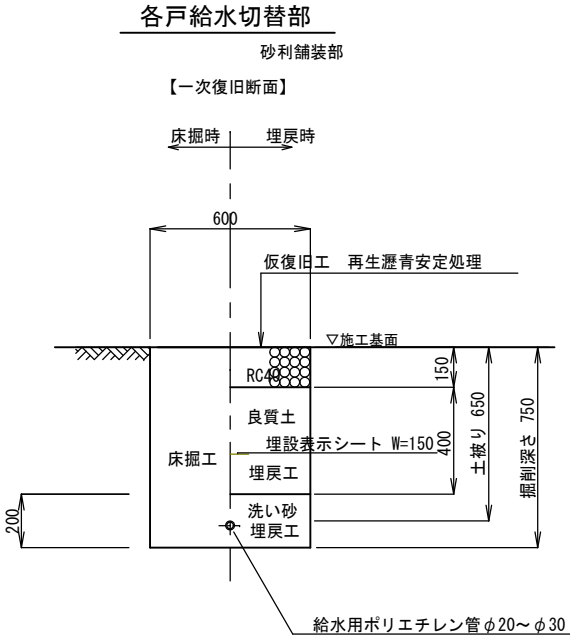 各戸給水切替部
砂利舗装部
【一次復旧断面】
床掘時 埋戻時
600
仮復旧工 再生瀝青安定処理
▽施工基面
RC40
150
良質土
埋設表示シート W=150
400
土被り 650
掘削深さ 750
床掘工
埋戻工
洗い砂
埋戻工
200
給水用ポリエチレン管φ20～φ30